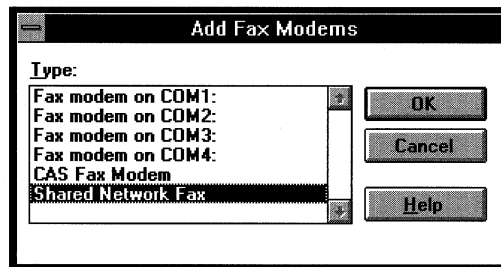 Add Fax Modems
Type:
Fax modem on COM1:
Fax modem on COM2:
Fax modem on COM3:
Fax modem on COM4:
CAS Fax Modem
Shared Network Fax
OK
Cancel
Help